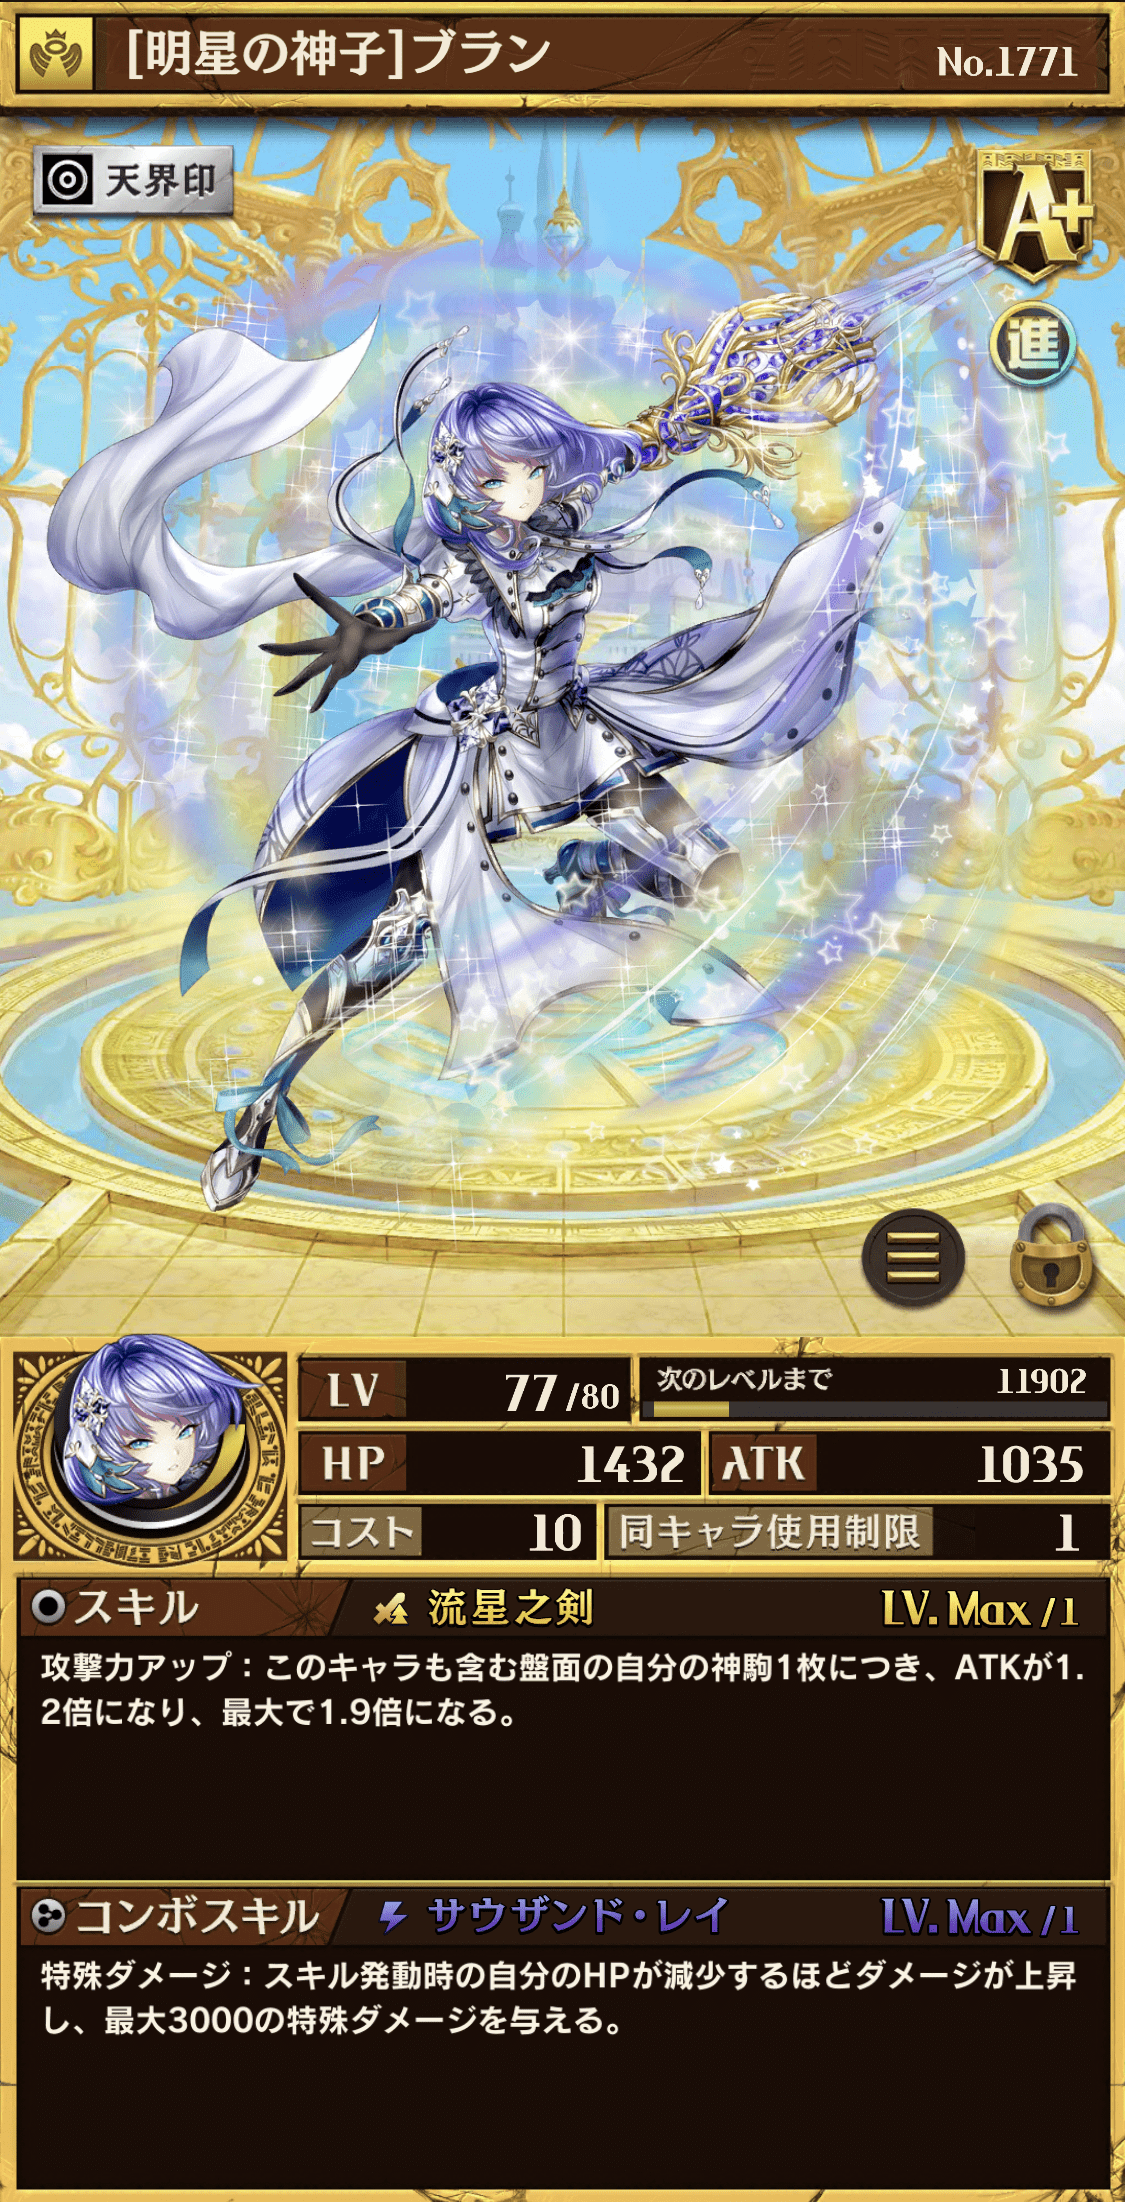 [明星の神子]ブラン
No.1771
天界印
A+
進
LV 77/80
次のレベルまで 11902
HP 1432
ATK 1035
コスト 10
同キャラ使用制限 1
スキル 流星之剣 LV.Max/1
攻撃力アップ：このキャラも含む盤面の自分の神駒1枚につき、ATKが1.
2倍になり、最大で1.9倍になる。
コンボスキル サウザンド・レイ LV.Max/1
特殊ダメージ：スキル発動時の自分のHPが減少するほどダメージが上昇
し、最大3000の特殊ダメージを与える。